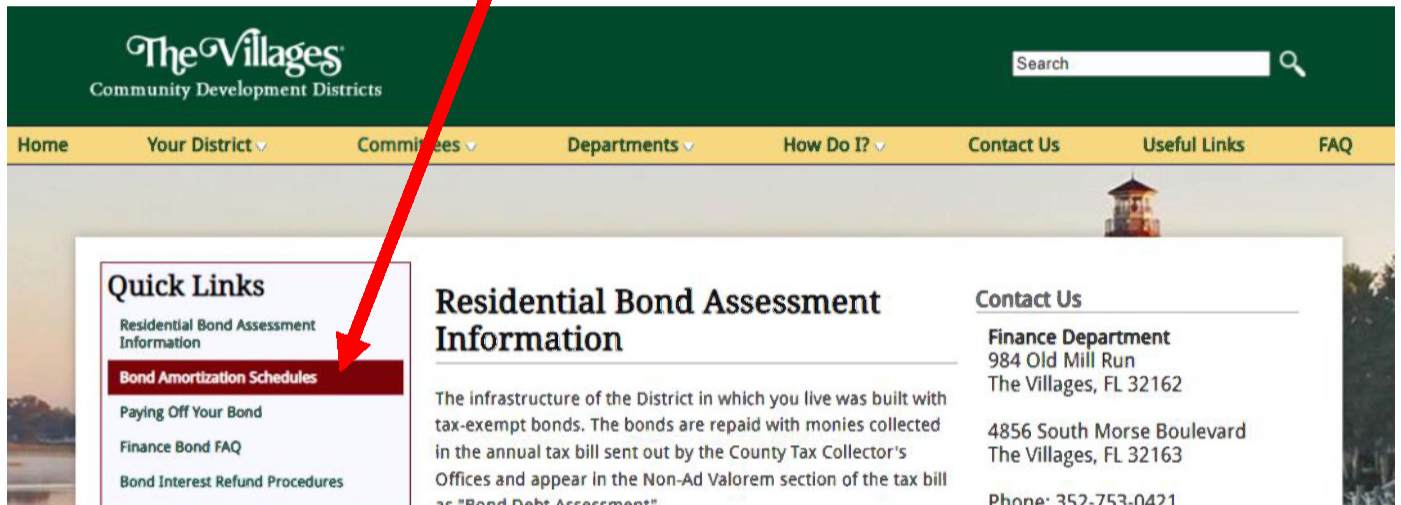 The Villages
Community Development Districts
Search
Home Your District Committees Departments How Do I? Contact Us Useful Links FAQ
Quick Links
Residential Bond Assessment
Information
Bond Amortization Schedules
Paying Off Your Bond
Finance Bond FAQ
Bond Interest Refund Procedures
Residential Bond Assessment
Information
The infrastructure of the District in which you live was built with
tax-exempt bonds. The bonds are repaid with monies collected
in the annual tax bill sent out by the County Tax Collector's
Offices and appear in the Non-Ad Valorem section of the tax bill
as "Bond Debt Assessment"
Contact Us
Finance Department
984 Old Mill Run
The Villages, FL 32162
4856 South Morse Boulevard
The Villages, FL 32163
Phone: 352-753-0421